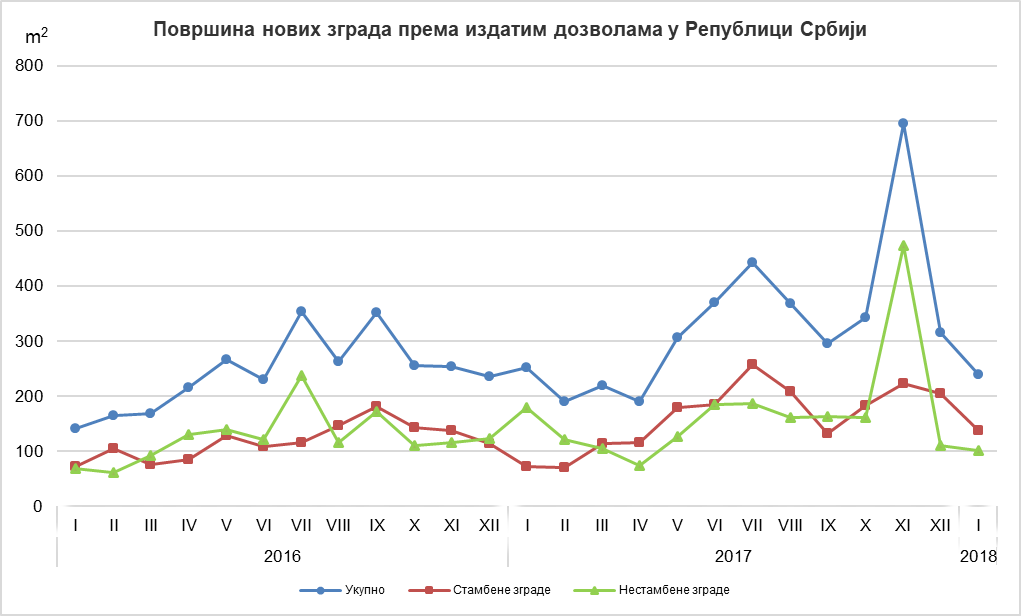 Површина нових зграда према издатим дозволама у Републици Србији
m²
800
700
600
500
400
300
200
100
0
I II III IV V VI VII VIII IX X XI XII I II III IV V VI VII VIII IX X XI XII I
2016 2017 2018
Укупно Стамбене зграде Нестамбене зграде